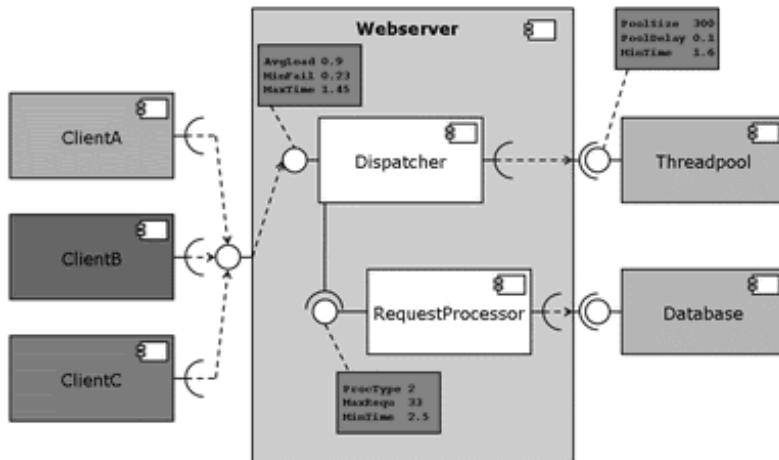 Webserver
AvgLoad 0.9
MinFail 0.23
MaxTime 1.45
PoolSize 300
PoolDelay 0.1
MinTime 1.6
ClientA
Dispatcher
Threadpool
ClientB
RequestProcessor
Database
ClientC
ProcType 2
MaxRequ 33
MinTime 2.5